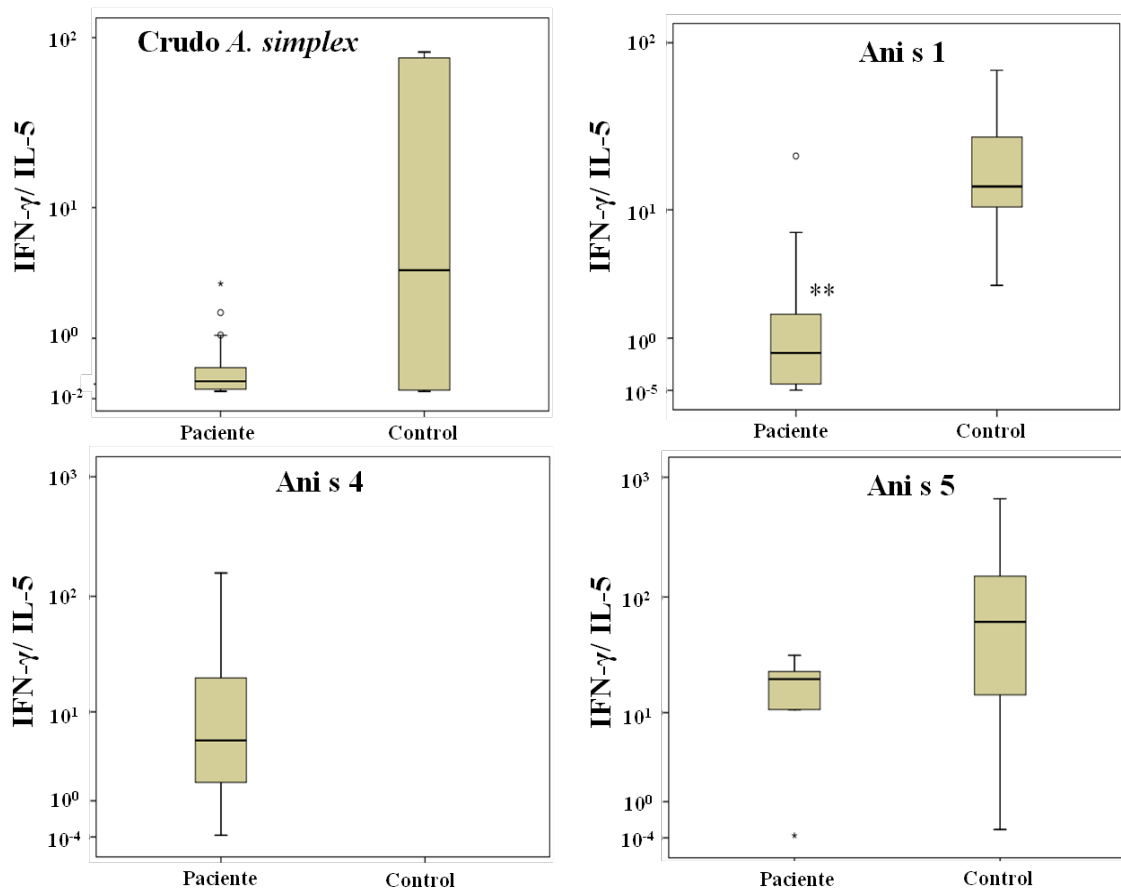 Crudo A. simplex
IFN-γ/ IL-5
10²
10¹
10⁰
10⁻²
*
Paciente
Control
Ani s 1
IFN-γ/ IL-5
10²
10¹
10⁰
10⁻⁵
**
Paciente
Control
Ani s 4
IFN-γ/ IL-5
10³
10²
10¹
10⁰
10⁻⁴
Paciente
Control
Ani s 5
IFN-γ/ IL-5
10³
10²
10¹
10⁰
10⁻⁴
*
Paciente
Control